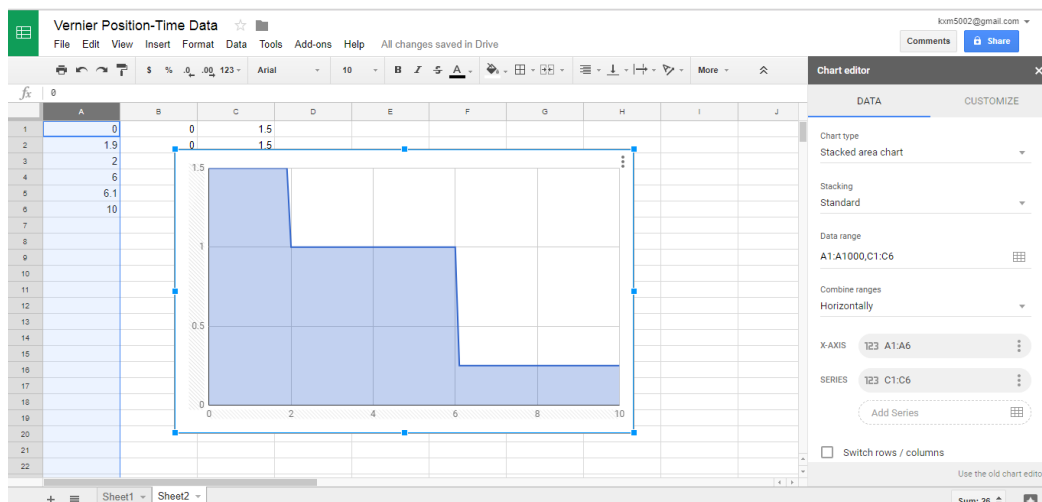 Vernier Position-Time Data
kxm5002@gmail.com
File Edit View Insert Format Data Tools Add-ons Help All changes saved in Drive
Comments Share
$ % .0 .00 123 Arial 10 B I S A More
Chart editor
fx 0
DATA CUSTOMIZE
A B C D E F G H I J
1 0 0 1.5
2 1.9 0 1.5
3 2
4 6
5 6.1
6 10
7
8
9
10
11
12
13
14
15
16
17
18
19
20
21
22
1.5
1
0.5
0
0 2 4 6 8 10
Chart type
Stacked area chart
Stacking
Standard
Data range
A1:A1000,C1:C6
Combine ranges
Horizontally
X-AXIS 123 A1:A6
SERIES 123 C1:C6
Add Series
Switch rows / columns
Use the old chart edito
Sheet1 Sheet2
Sum: 26